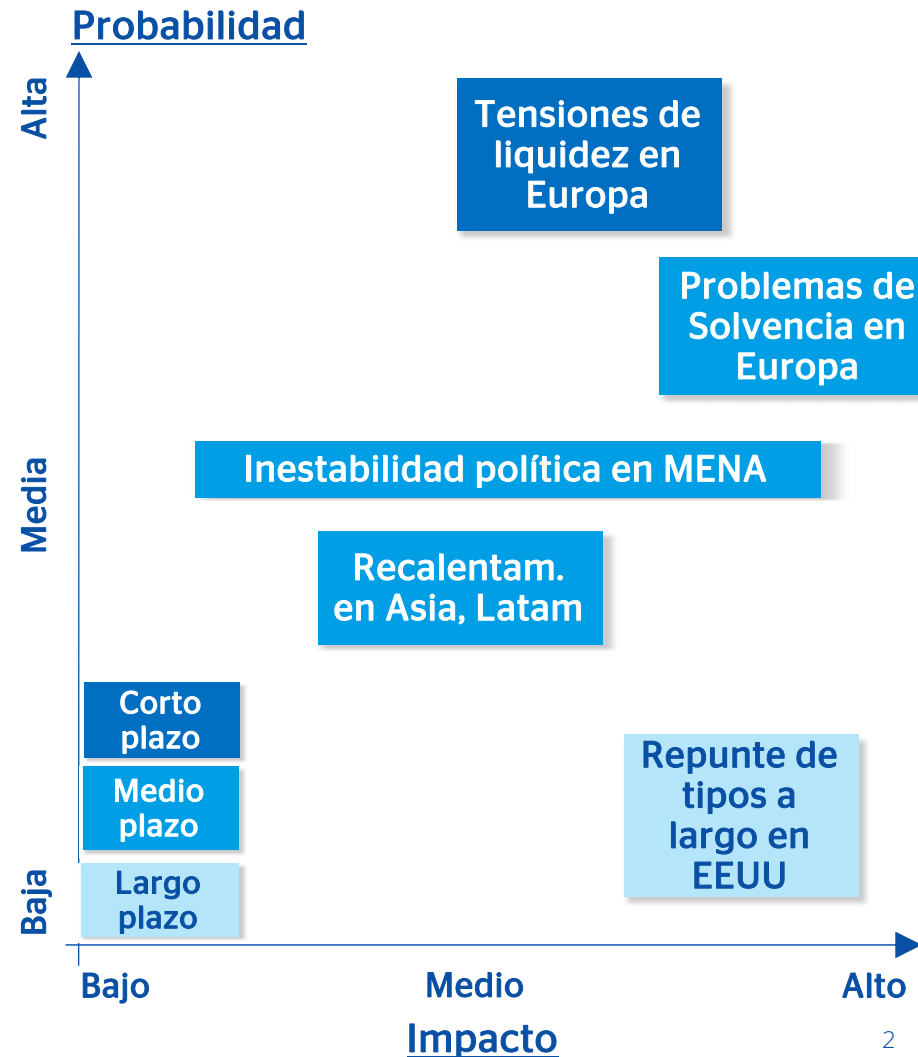 Probabilidad
Alta
Tensiones de
liquidez en
Europa
Problemas de
Solvencia en
Europa
Media
Inestabilidad política en MENA
Recalentam.
en Asia, Latam
Corto
plazo
Medio
plazo
Repunte de
tipos a
largo en
EEUU
Baja
Largo
plazo
Bajo
Medio
Alto
Impacto
2